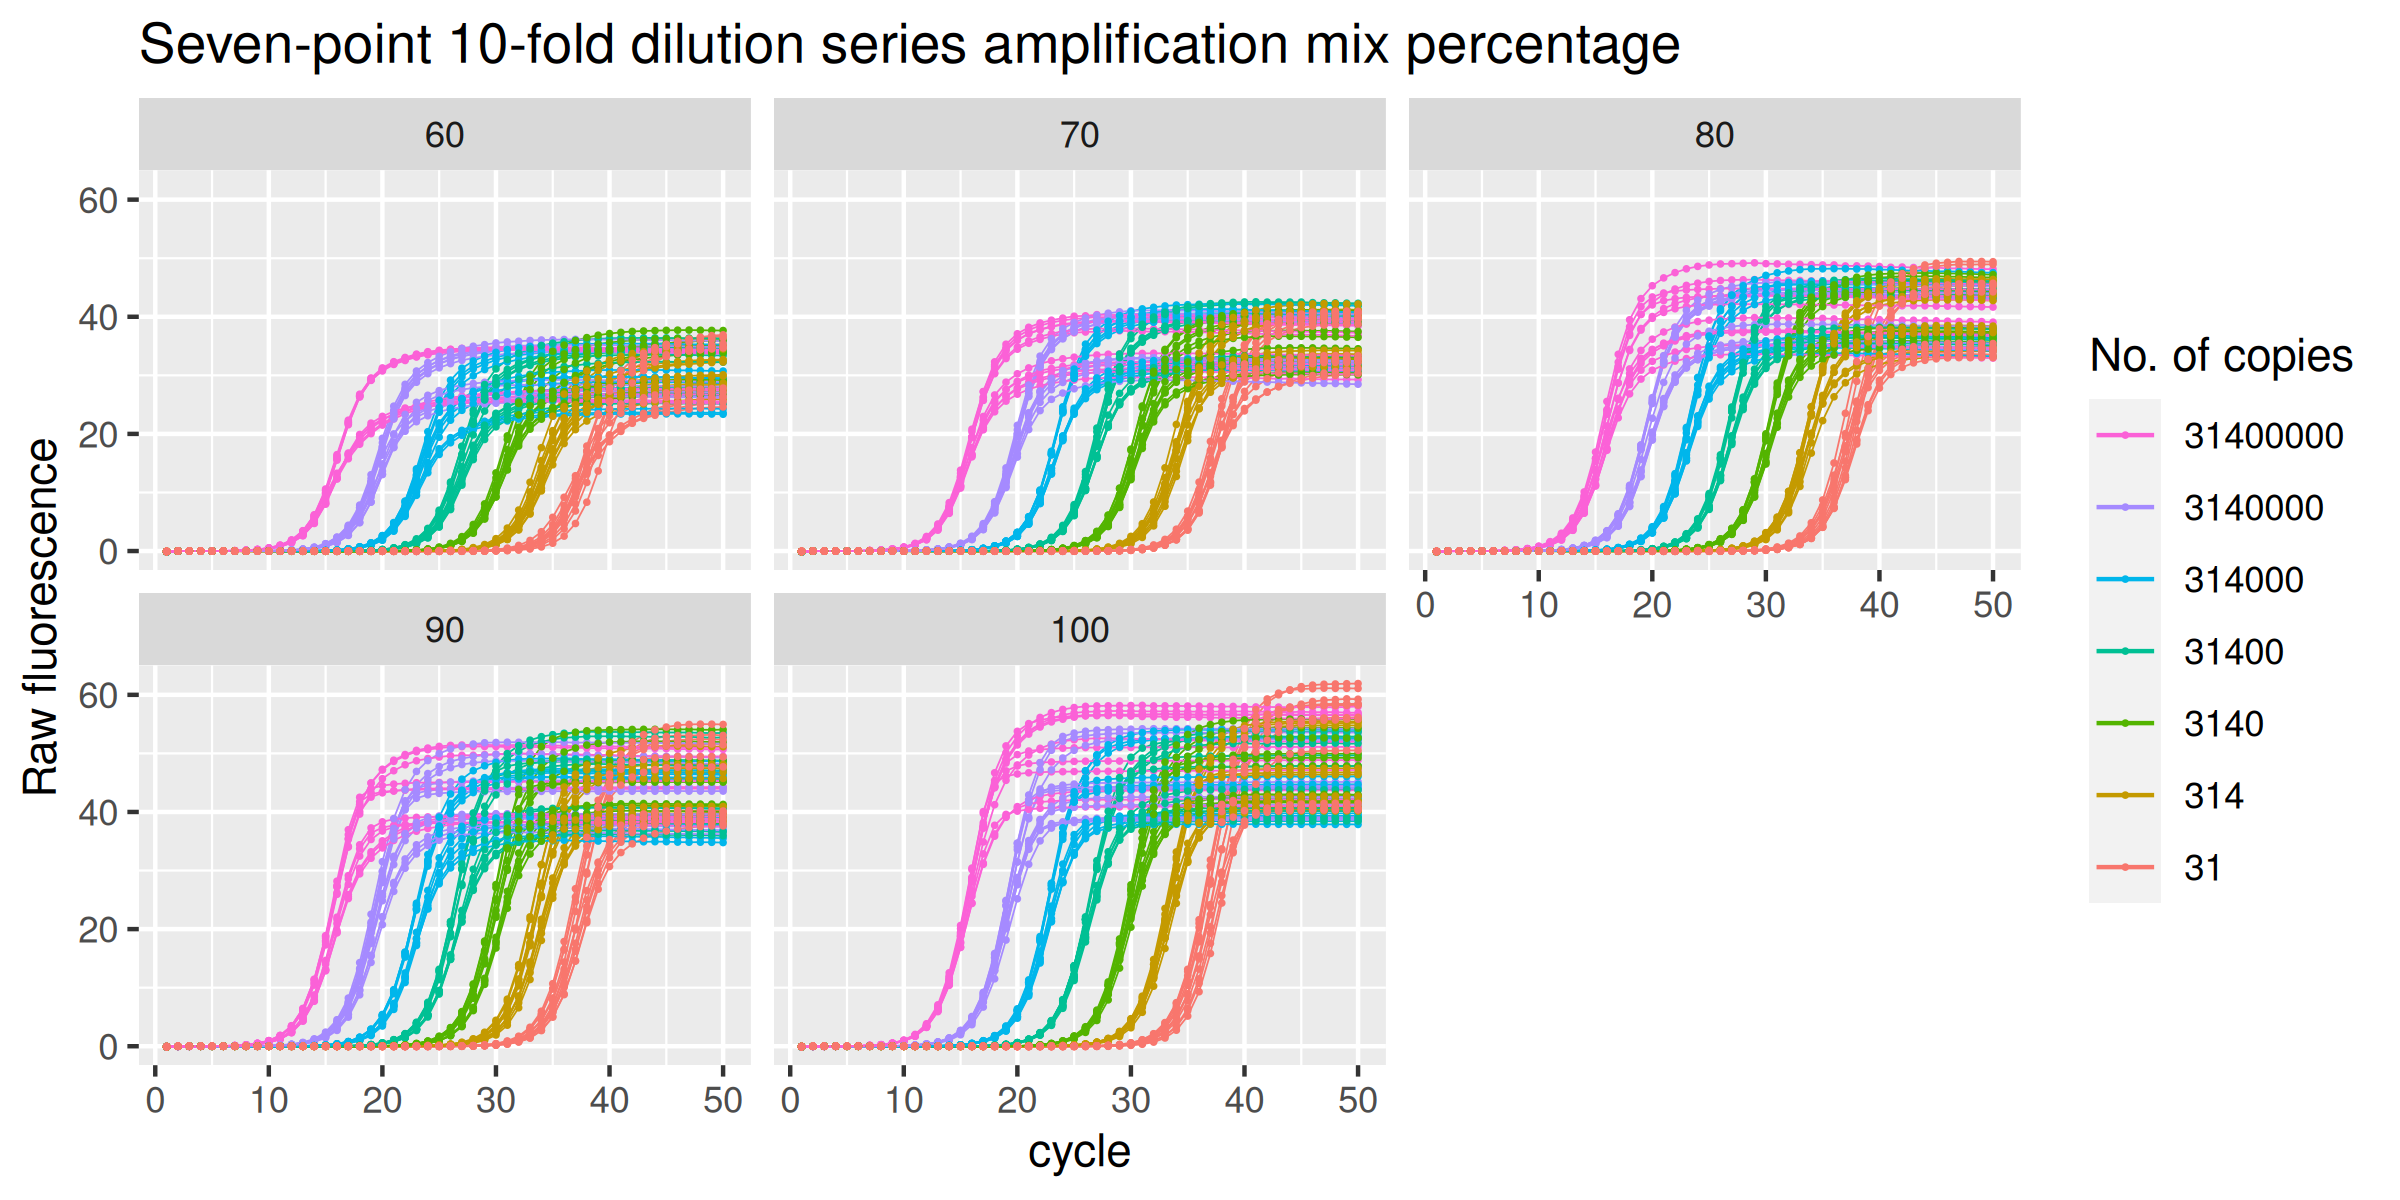 Seven-point 10-fold dilution series amplification mix percentage
60
70
80
60
40
20
0
0 10 20 30 40 50
90
100
60
40
20
0
0 10 20 30 40 50
0 10 20 30 40 50
cycle
Raw fluorescence
No. of copies
31400000
3140000
314000
31400
3140
314
31